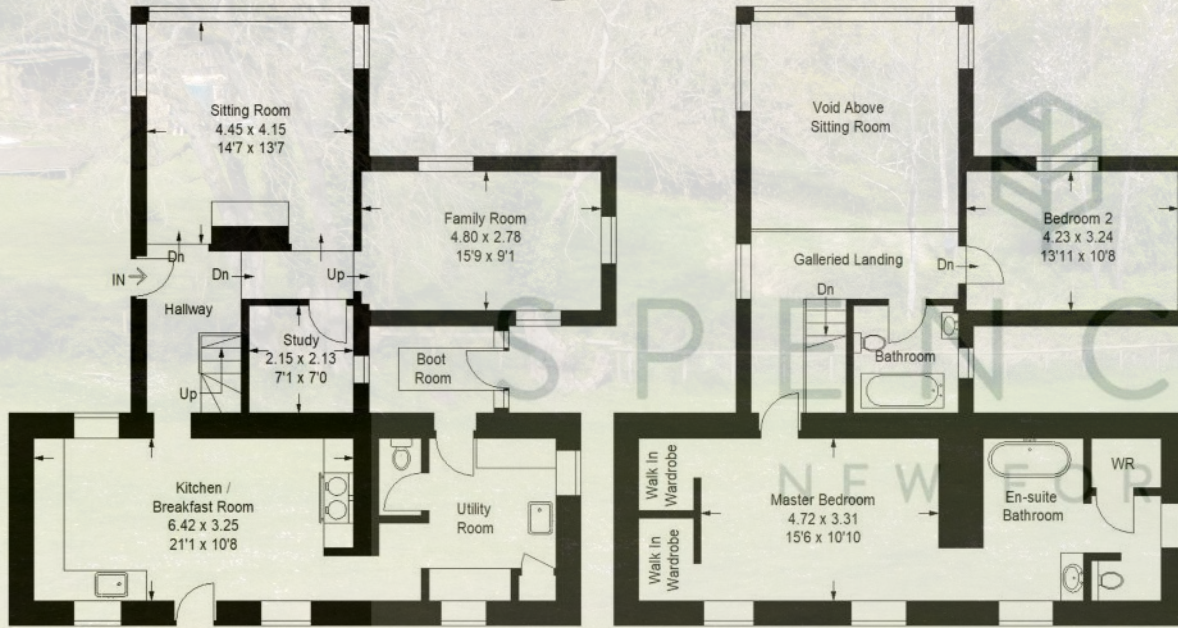 Sitting Room
4.45 x 4.15
14'7 x 13'7
Family Room
4.80 x 2.78
15'9 x 9'1
IN
Dn
Dn
Up
Hallway
Study
2.15 x 2.13
7'1 x 7'0
Boot
Room
Up
Kitchen /
Breakfast Room
6.42 x 3.25
21'1 x 10'8
Utility
Room
Void Above
Sitting Room
Bedroom 2
4.23 x 3.24
13'11 x 10'8
Galleried Landing
Dn
Dn
Bathroom
Walk In
Wardrobe
Walk In
Wardrobe
Master Bedroom
4.72 x 3.31
15'6 x 10'10
En-suite
Bathroom
WR
SPENC
NEW FOR